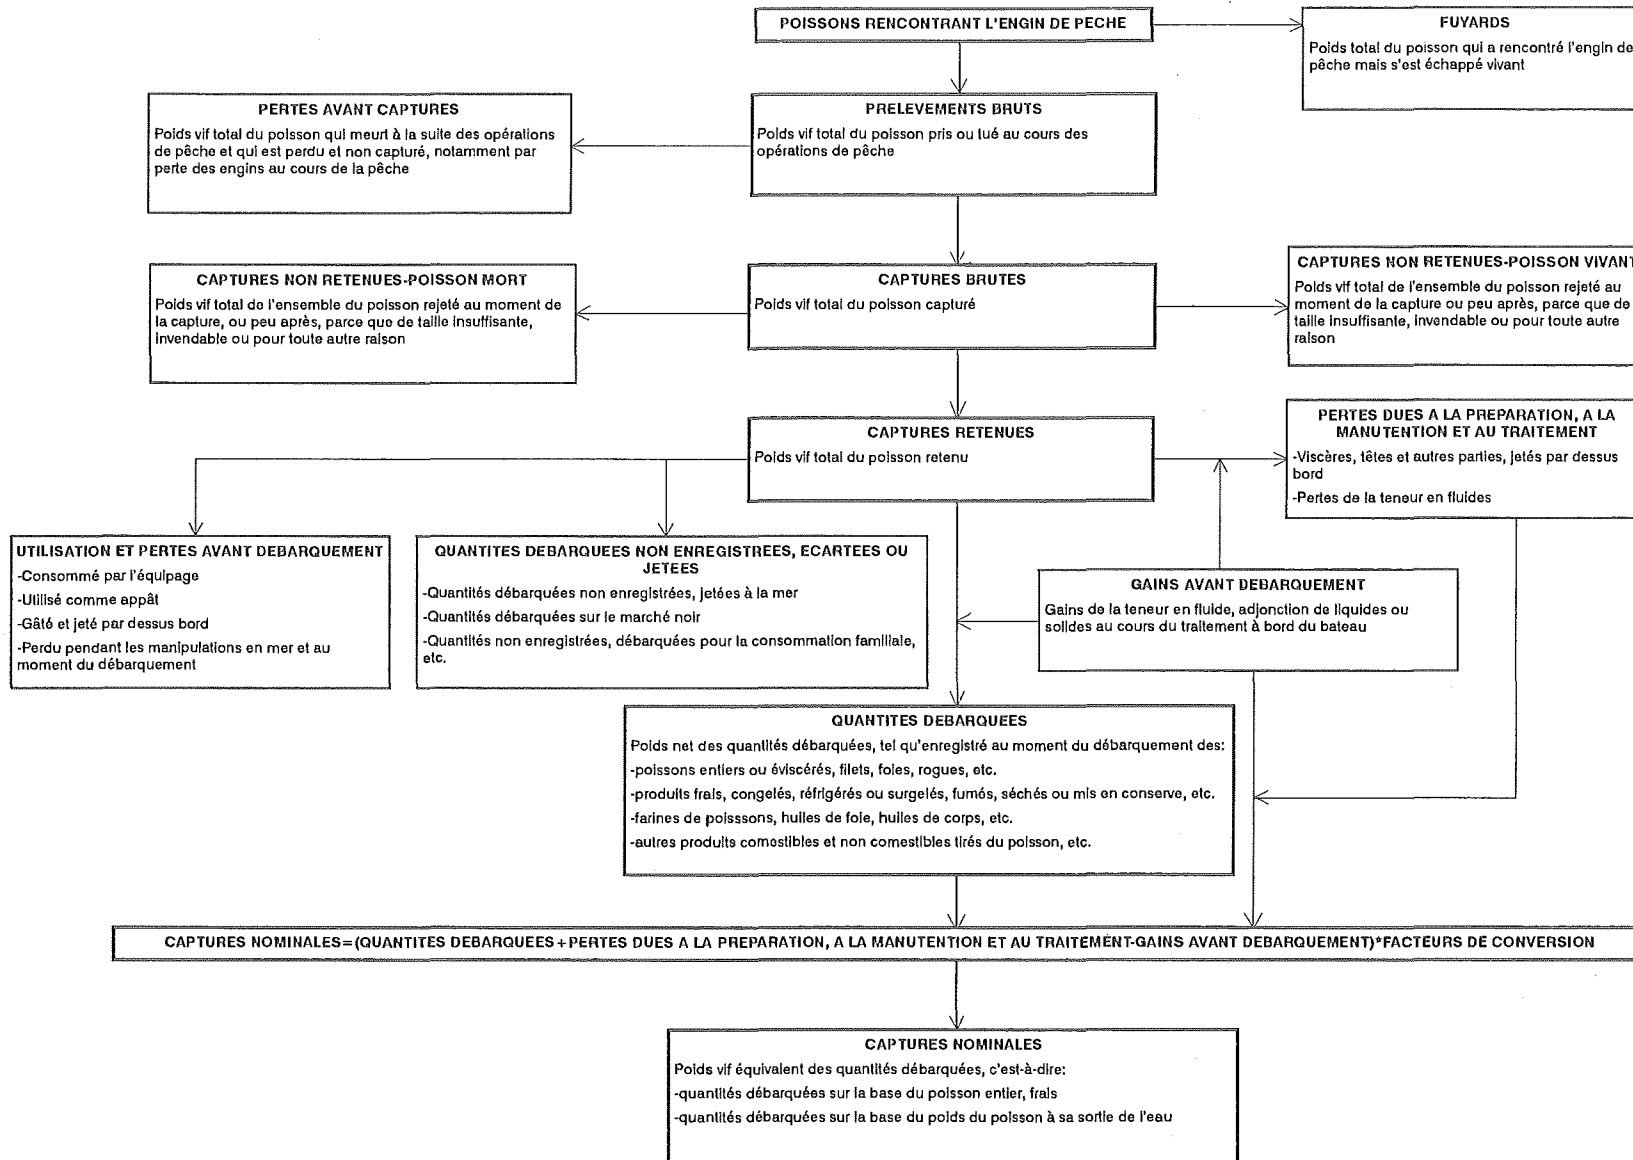 POISSONS RENCONTRANT L'ENGIN DE PECHE
FUYARDS
Poids total du poisson qui a rencontré l'engin de
pêche mais s'est échappé vivant
PERTES AVANT CAPTURES
Poids vif total du poisson qui meurt à la suite des opérations
de pêche et qui est perdu et non capturé, notamment par
perte des engins au cours de la pêche
PRELEVEMENTS BRUTS
Poids vif total du poisson pris ou tué au cours des
opérations de pêche
CAPTURES NON RETENUES-POISSON MORT
Poids vif total de l'ensemble du poisson rejeté au moment de
la capture, ou peu après, parce que de taille insuffisante,
invendable ou pour toute autre raison
CAPTURES BRUTES
Poids vif total du poisson capturé
CAPTURES NON RETENUES-POISSON VIVANT
Poids vif total de l'ensemble du poisson rejeté au
moment de la capture ou peu après, parce que de
taille insuffisante, invendable ou pour toute autre
raison
CAPTURES RETENUES
Poids vif total du poisson retenu
PERTES DUES A LA PREPARATION, A LA
MANUTENTION ET AU TRAITEMENT
-Viscères, têtes et autres parties, jetés par dessus
bord
-Pertes de la teneur en fluides
UTILISATION ET PERTES AVANT DEBARQUEMENT
-Consommé par l'équipage
-Utilisé comme appât
-Gâté et jeté par dessus bord
-Perdu pendant les manipulations en mer et au
moment du débarquement
QUANTITES DEBARQUEES NON ENREGISTREES, ECARTEES OU
JETEES
-Quantités débarquées non enregistrées, jetées à la mer
-Quantités débarquées sur le marché noir
-Quantités non enregistrées, débarquées pour la consommation familiale,
etc.
GAINS AVANT DEBARQUEMENT
Gains de la teneur en fluide, adjonction de liquides ou
solides au cours du traitement à bord du bateau
QUANTITES DEBARQUEES
Poids net des quantités débarquées, tel qu'enregistré au moment du débarquement des:
-poissons entiers ou éviscérés, filets, foies, rogues, etc.
-produits frais, congelés, réfrigérés ou surgelés, fumés, séchés ou mis en conserve, etc.
-farines de poisssons, huiles de foie, huiles de corps, etc.
-autres produits comestibles et non comestibles tirés du poisson, etc.
CAPTURES NOMINALES=(QUANTITES DEBARQUEES+PERTES DUES A LA PREPARATION, A LA MANUTENTION ET AU TRAITEMENT-GAINS AVANT DEBARQUEMENT)*FACTEURS DE CONVERSION
CAPTURES NOMINALES
Poids vif équivalent des quantités débarquées, c'est-à-dire:
-quantités débarquées sur la base du poisson entier, frais
-quantités débarquées sur la base du poids du poisson à sa sortie de l'eau